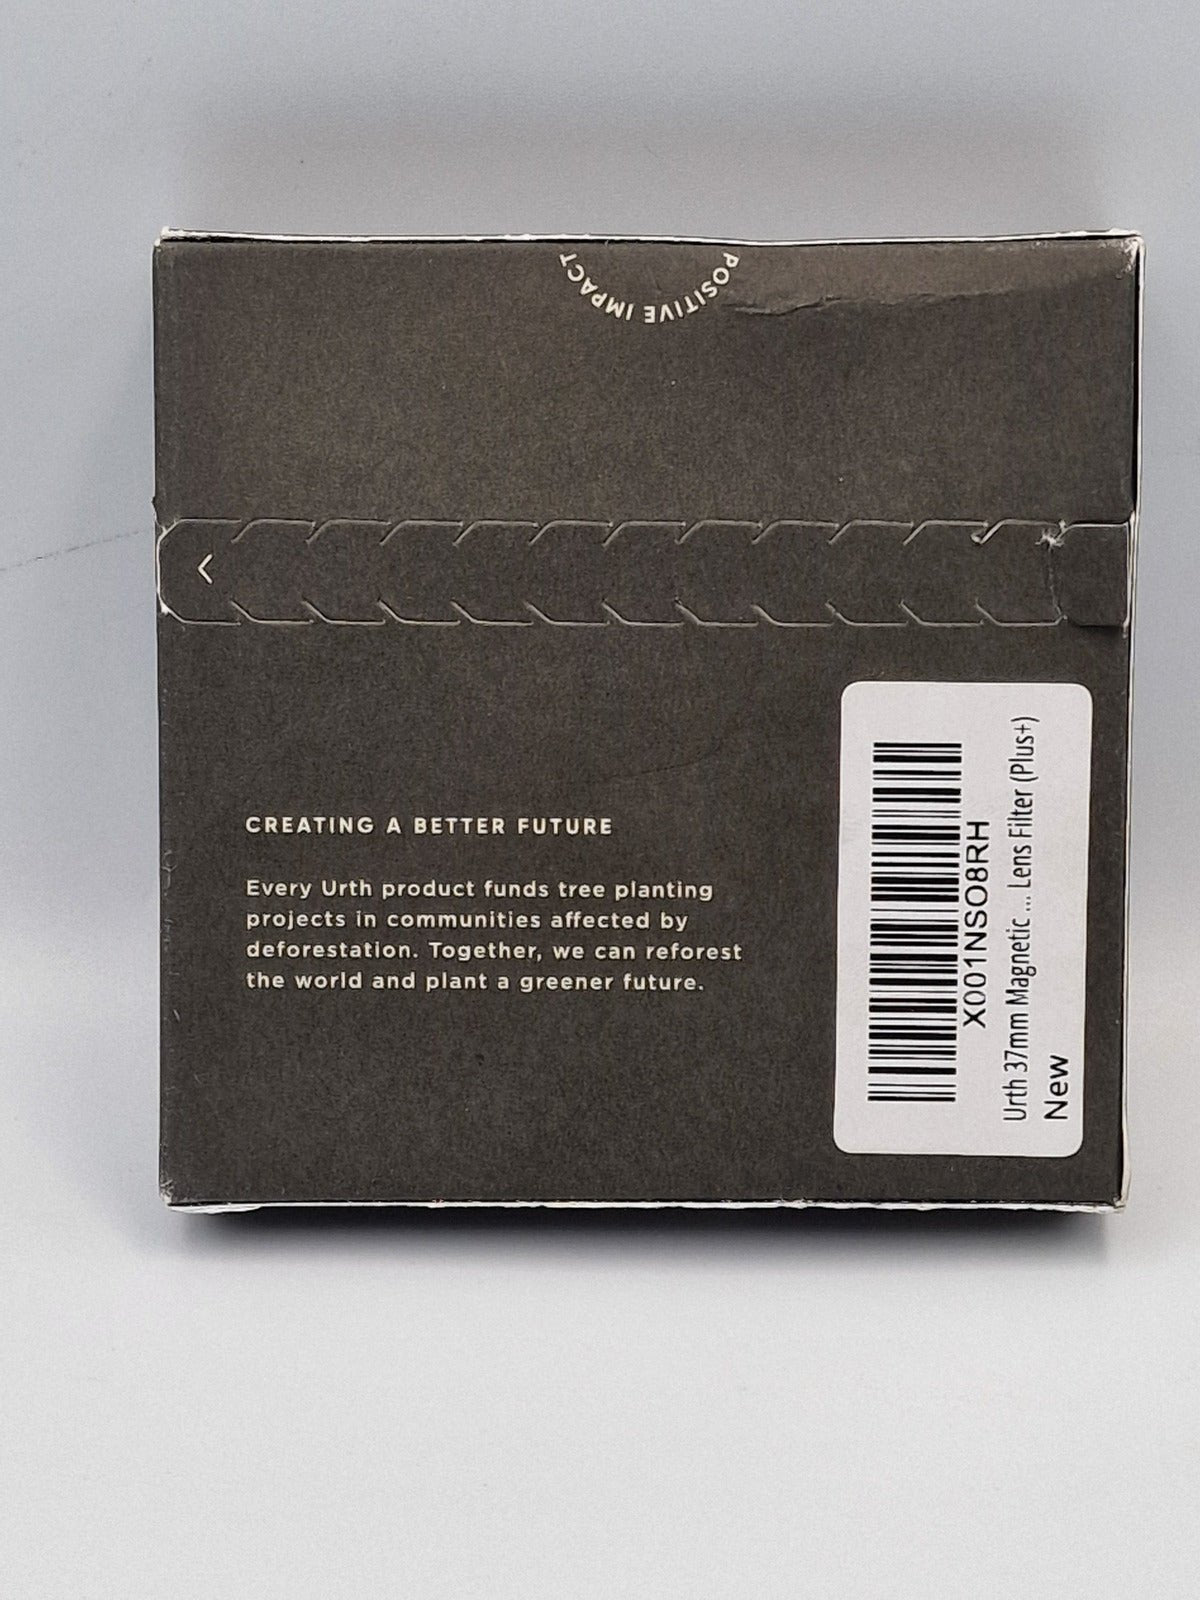 POSITIVE IMPACT
CREATING A BETTER FUTURE
Every Urth product funds tree planting
projects in communities affected by
deforestation. Together, we can reforest
the world and plant a greener future.
X001NSO8RH
Urth 37mm Magnetic ... Lens Filter (Plus+)
New